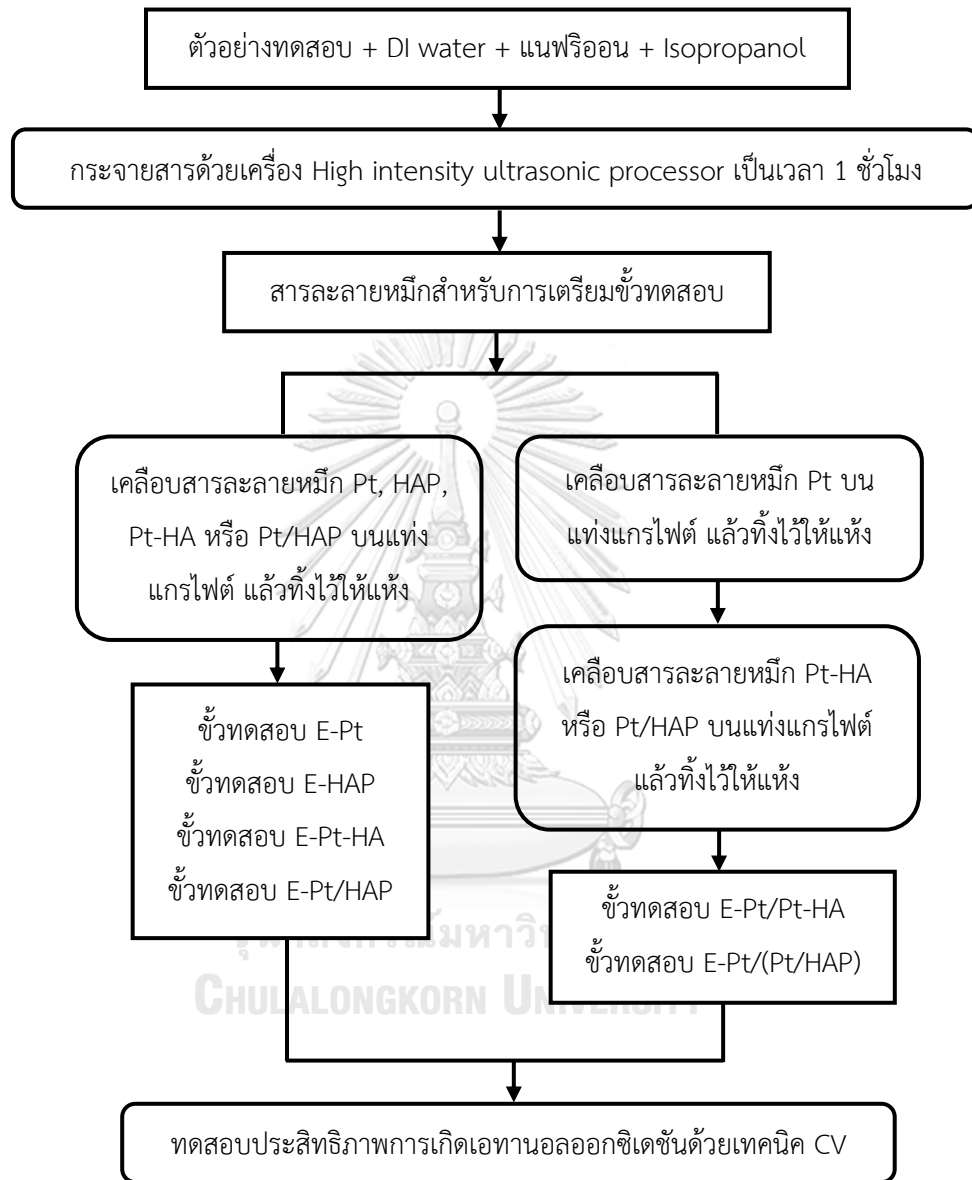 ตัวอย่างทดสอบ + DI water + แนฟริออน + Isopropanol
กระจายสารด้วยเครื่อง High intensity ultrasonic processor เป็นเวลา 1 ชั่วโมง
สารละลายหมึกสำหรับการเตรียมขั้วทดสอบ
เคลือบสารละลายหมึก Pt, HAP,
Pt-HA หรือ Pt/HAP บนแท่ง
แกรไฟต์ แล้วทิ้งไว้ให้แห้ง
เคลือบสารละลายหมึก Pt บน
แท่งแกรไฟต์ แล้วทิ้งไว้ให้แห้ง
เคลือบสารละลายหมึก Pt-HA
หรือ Pt/HAP บนแท่งแกรไฟต์
แล้วทิ้งไว้ให้แห้ง
ขั้วทดสอบ E-Pt
ขั้วทดสอบ E-HAP
ขั้วทดสอบ E-Pt-HA
ขั้วทดสอบ E-Pt/HAP
ขั้วทดสอบ E-Pt/Pt-HA
ขั้วทดสอบ E-Pt/(Pt/HAP)
CHULALONGKORN
ทดสอบประสิทธิภาพการเกิดเอทานอลออกซิเดชันด้วยเทคนิค CV